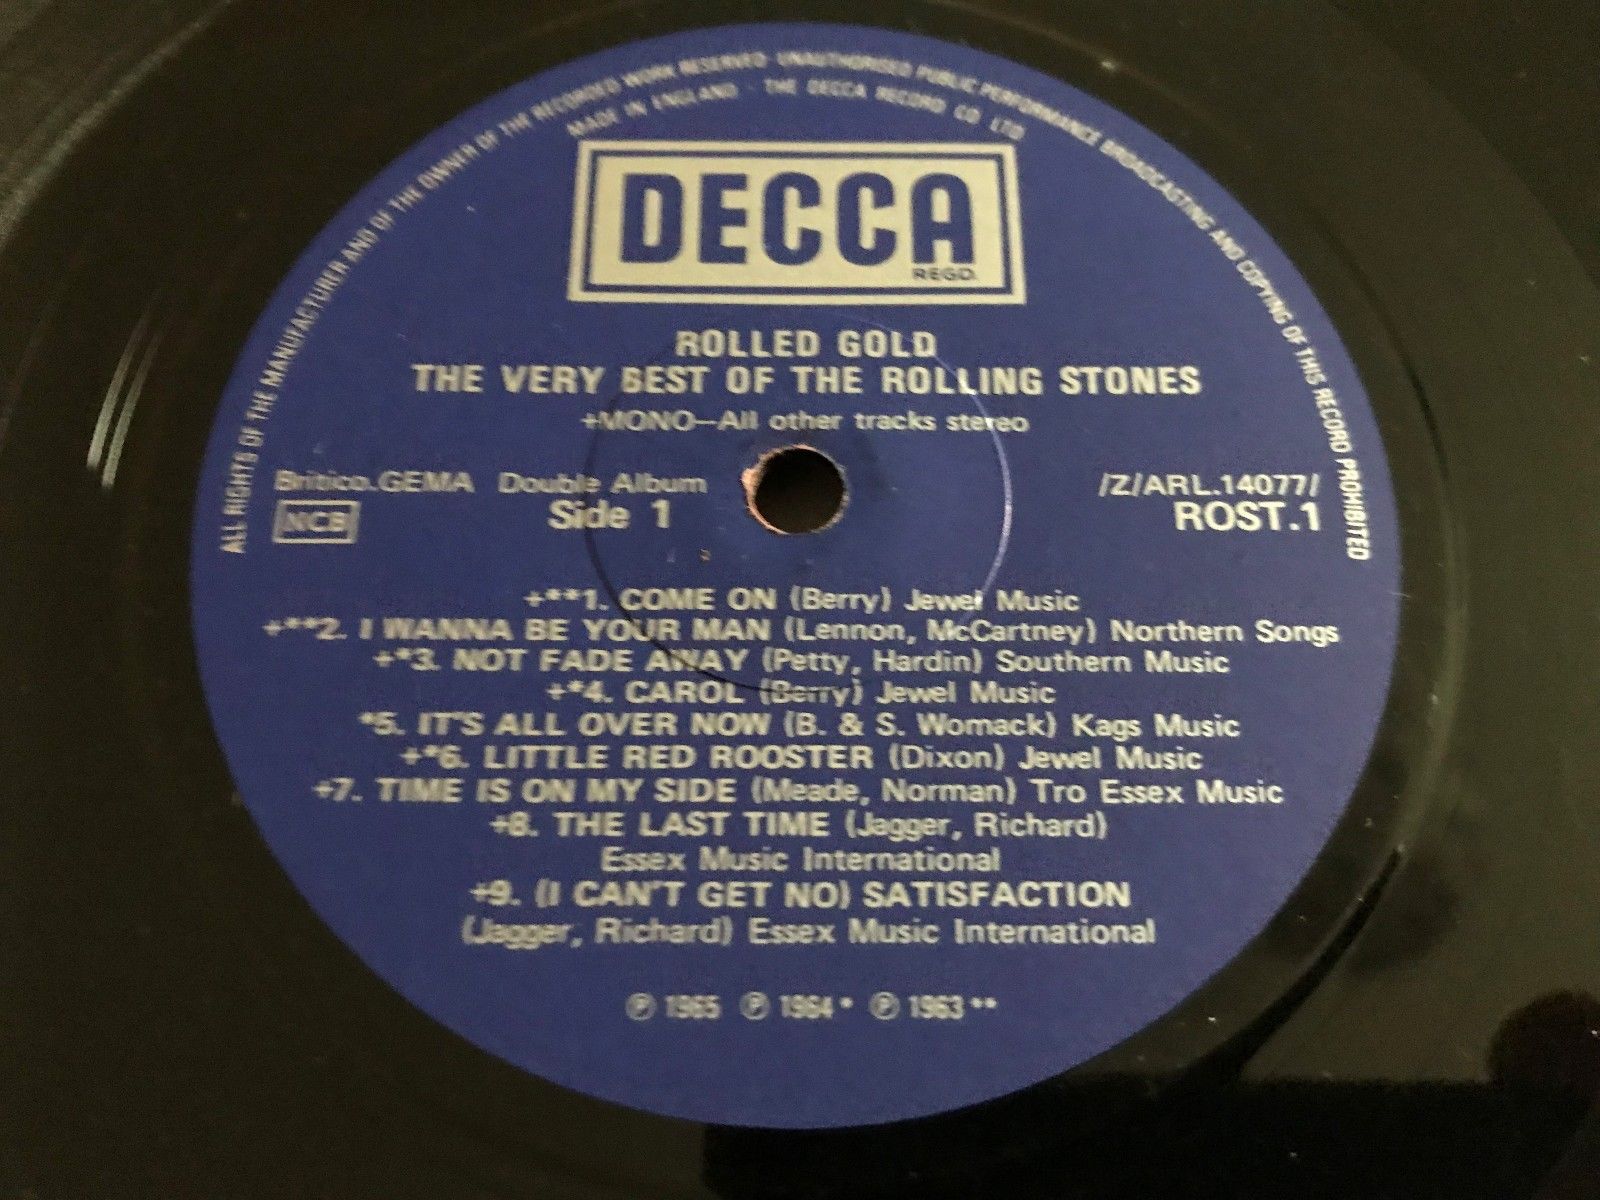 ALL RIGHTS OF THE MANUFACTURER AND OF THE OWNER OF THE RECORDED WORK RESERVED · UNAUTHORISED PUBLIC PERFORMANCE BROADCASTING AND COPYING OF THIS RECORD PROHIBITED
MADE IN ENGLAND · THE DECCA RECORD CO LTD
DECCA
REGD.
ROLLED GOLD
THE VERY BEST OF THE ROLLING STONES
+MONO—All other tracks stereo
Britico.GEMA Double Album /Z/ARL.14077/
NCB Side 1 ROST.1
+**1. COME ON (Berry) Jewel Music
+**2. I WANNA BE YOUR MAN (Lennon, McCartney) Northern Songs
+*3. NOT FADE AWAY (Petty, Hardin) Southern Music
+*4. CAROL (Berry) Jewel Music
*5. IT'S ALL OVER NOW (B. & S. Womack) Kags Music
+*6. LITTLE RED ROOSTER (Dixon) Jewel Music
+7. TIME IS ON MY SIDE (Meade, Norman) Tro Essex Music
+8. THE LAST TIME (Jagger, Richard)
Essex Music International
+9. (I CAN'T GET NO) SATISFACTION
(Jagger, Richard) Essex Music International
℗ 1965 ℗ 1964* ℗ 1963**